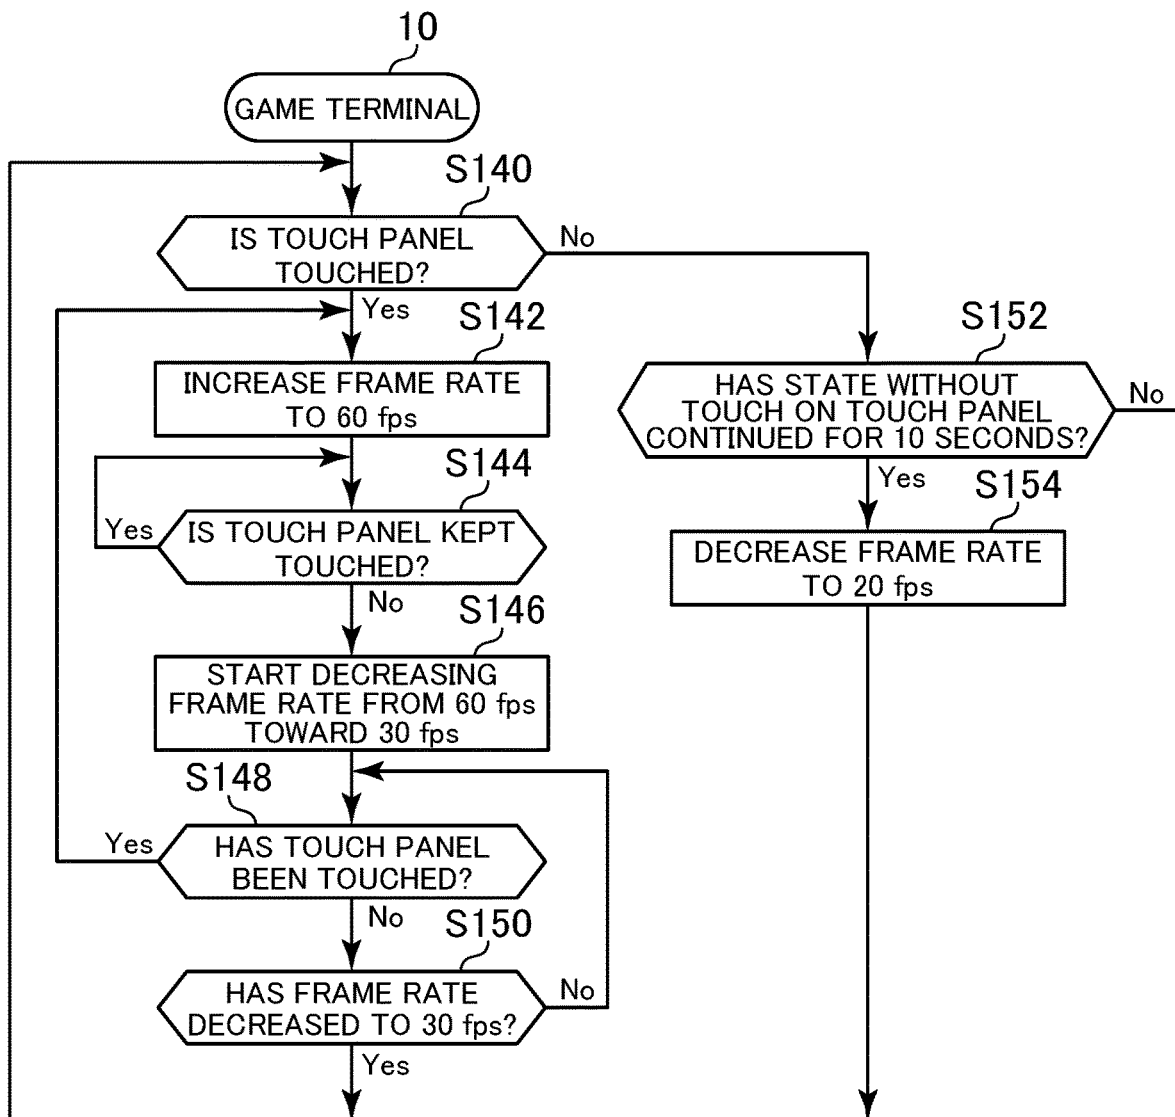 10
GAME TERMINAL
S140
IS TOUCH PANEL
TOUCHED?
No
Yes
S142
INCREASE FRAME RATE
TO 60 fps
S144
IS TOUCH PANEL KEPT
TOUCHED?
Yes
No
S146
START DECREASING
FRAME RATE FROM 60 fps
TOWARD 30 fps
S148
HAS TOUCH PANEL
BEEN TOUCHED?
Yes
No
S150
HAS FRAME RATE
DECREASED TO 30 fps?
No
Yes
S152
HAS STATE WITHOUT
TOUCH ON TOUCH PANEL
CONTINUED FOR 10 SECONDS?
No
Yes
S154
DECREASE FRAME RATE
TO 20 fps